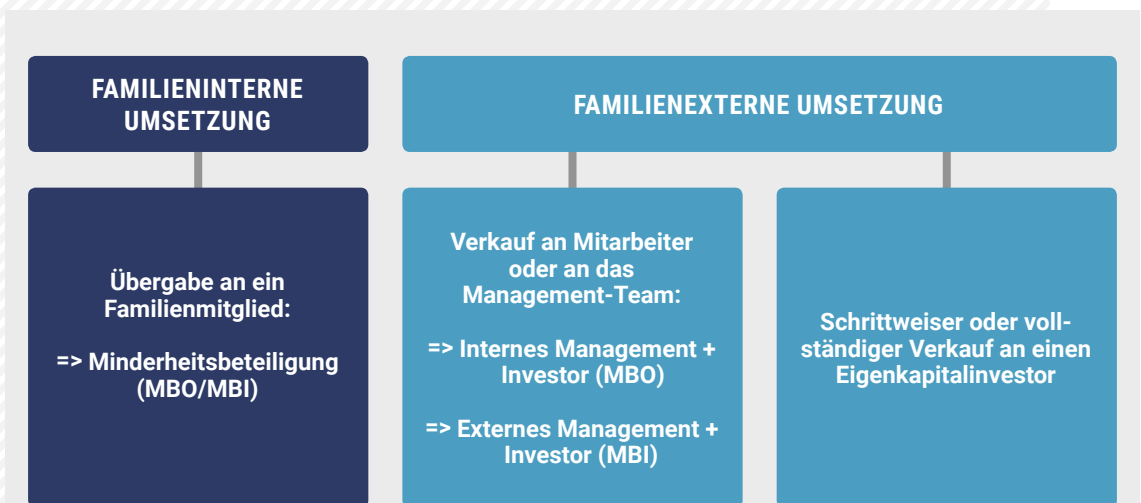 FAMILIENINTERNE
UMSETZUNG
FAMILIENEXTERNE UMSETZUNG
Übergabe an ein
Familienmitglied:
=> Minderheitsbeteiligung
(MBO/MBI)
Verkauf an Mitarbeiter
oder an das
Management-Team:
=> Internes Management +
Investor (MBO)
=> Externes Management +
Investor (MBI)
Schrittweiser oder voll-
ständiger Verkauf an einen
Eigenkapitalinvestor